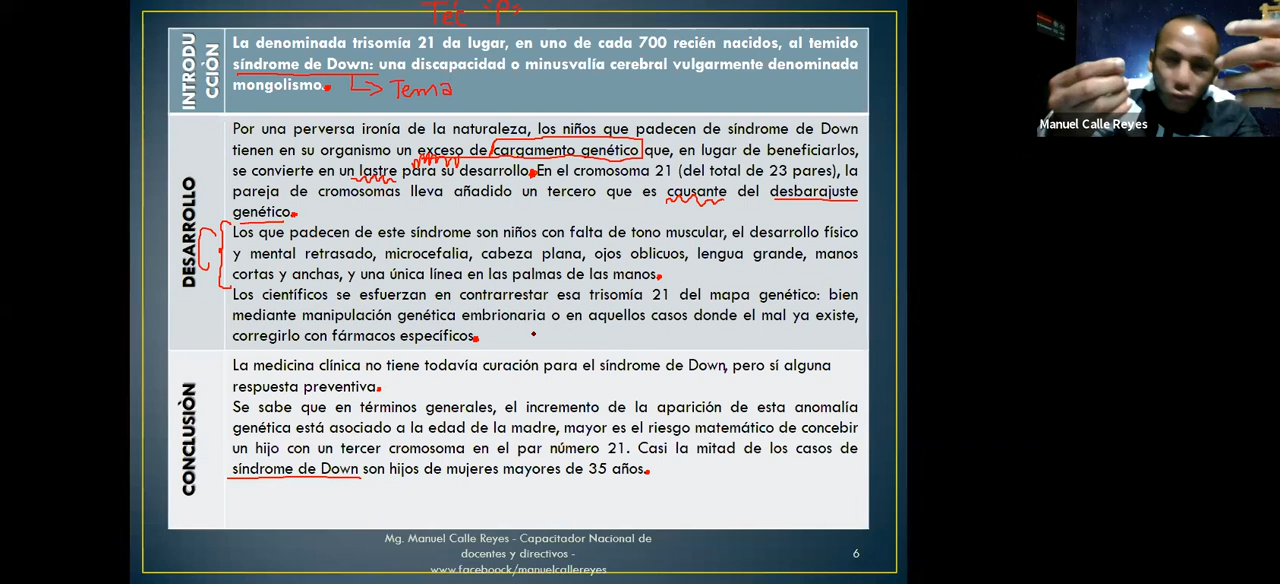 Tec "P"
INTRODU
CCIÓN
La denominada trisomía 21 da lugar, en uno de cada 700 recién nacidos, al temido
síndrome de Down: una discapacidad o minusvalía cerebral vulgarmente denominada
mongolismo.
Tema
DESARROLLO
Por una perversa ironía de la naturaleza, los niños que padecen de síndrome de Down
tienen en su organismo un exceso de cargamento genético que, en lugar de beneficiarlos,
se convierte en un lastre para su desarrollo. En el cromosoma 21 (del total de 23 pares), la
pareja de cromosomas lleva añadido un tercero que es causante del desbarajuste
genético.
Los que padecen de este síndrome son niños con falta de tono muscular, el desarrollo físico
y mental retrasado, microcefalia, cabeza plana, ojos oblicuos, lengua grande, manos
cortas y anchas, y una única línea en las palmas de las manos.
Los científicos se esfuerzan en contrarrestar esa trisomía 21 del mapa genético: bien
mediante manipulación genética embrionaria o en aquellos casos donde el mal ya existe,
corregirlo con fármacos específicos.
CONCLUSIÒN
La medicina clínica no tiene todavía curación para el síndrome de Down, pero sí alguna
respuesta preventiva.
Se sabe que en términos generales, el incremento de la aparición de esta anomalía
genética está asociado a la edad de la madre, mayor es el riesgo matemático de concebir
un hijo con un tercer cromosoma en el par número 21. Casi la mitad de los casos de
síndrome de Down son hijos de mujeres mayores de 35 años.
Mg. Manuel Calle Reyes - Capacitador Nacional de
docentes y directivos -
www.faceboock/manuelcallereyes
6
Manuel Calle Reyes